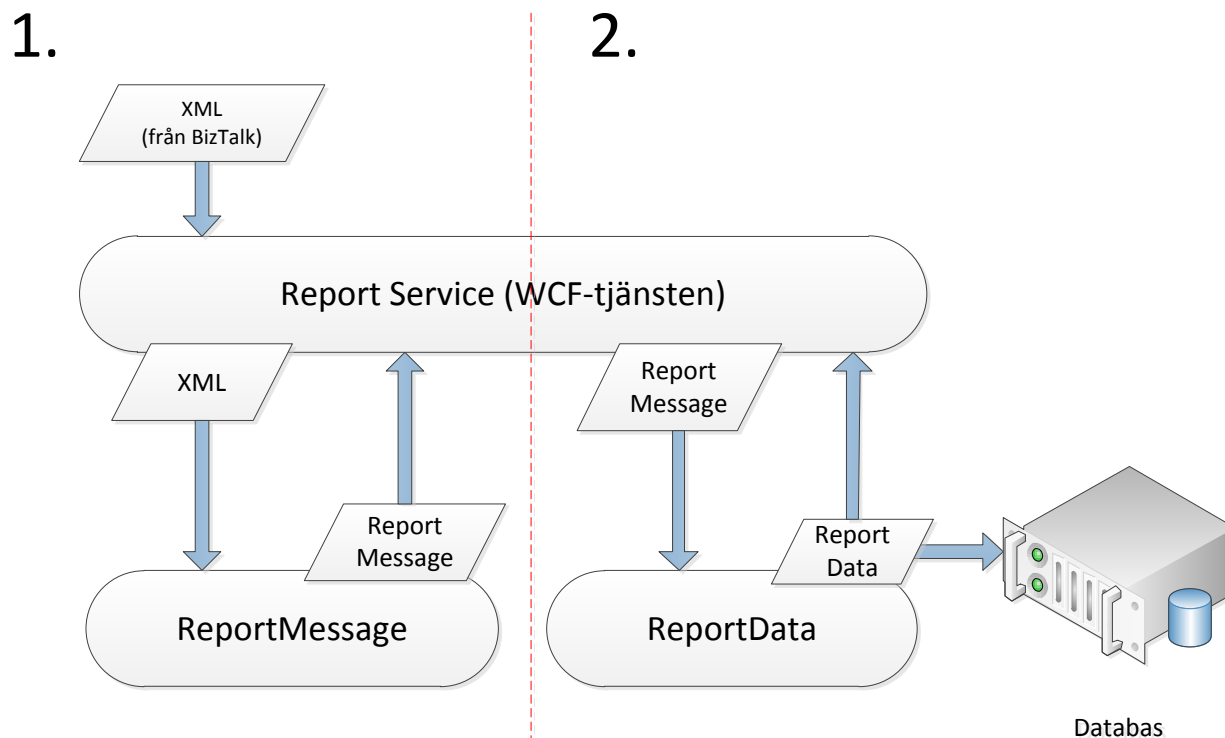 1.
2.
XML
(från BizTalk)
Report Service (WCF-tjänsten)
XML
Report
Message
Report
Message
Report
Data
ReportMessage
ReportData
Databas